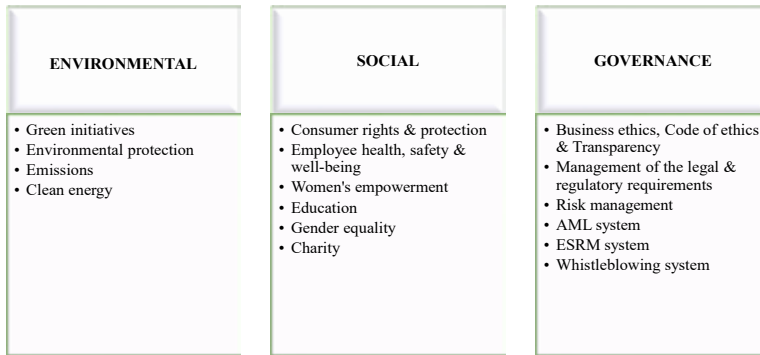 ENVIRONMENTAL
• Green initiatives
• Environmental protection
• Emissions
• Clean energy
SOCIAL
• Consumer rights & protection
• Employee health, safety &
well-being
• Women's empowerment
• Education
• Gender equality
• Charity
GOVERNANCE
• Business ethics, Code of ethics
& Transparency
• Management of the legal &
regulatory requirements
• Risk management
• AML system
• ESRM system
• Whistleblowing system